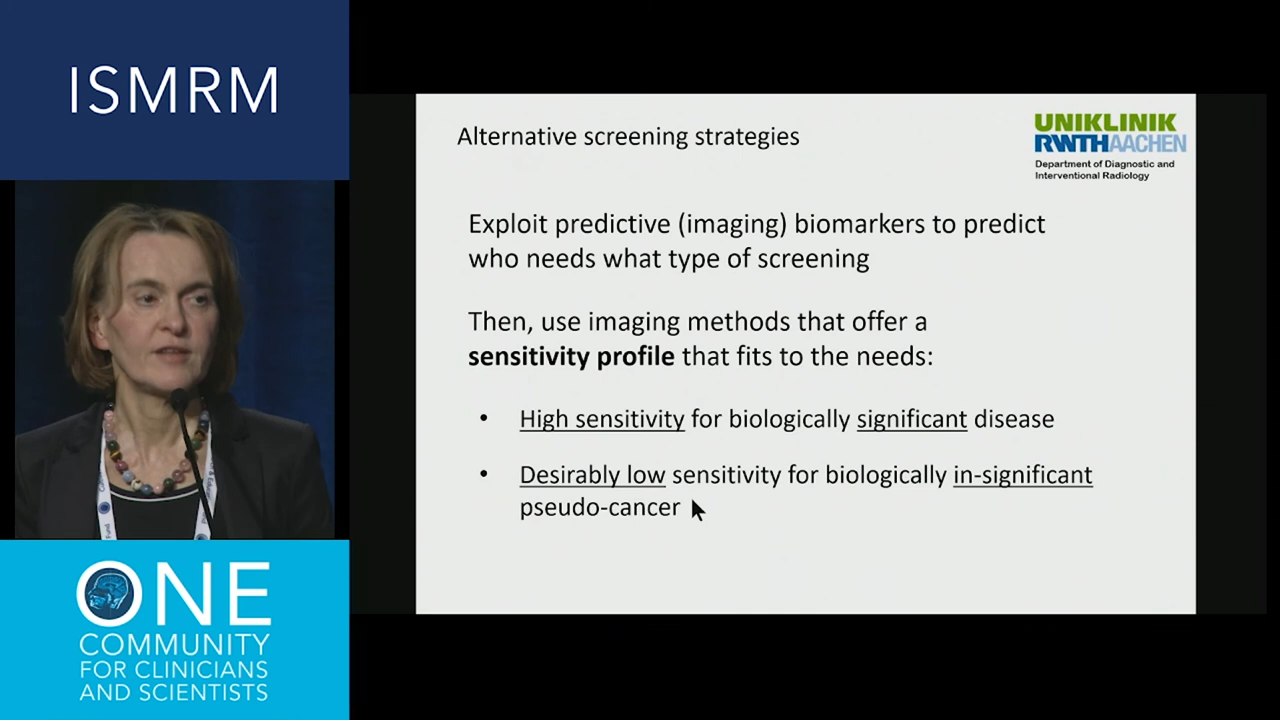 ISMRM
ONE
COMMUNITY
FOR CLINICIANS
AND SCIENTISTS
Alternative screening strategies
UNIKLINIK
RWTHAACHEN
Department of Diagnostic and
Interventional Radiology
Exploit predictive (imaging) biomarkers to predict
who needs what type of screening
Then, use imaging methods that offer a
sensitivity profile that fits to the needs:
• High sensitivity for biologically significant disease
• Desirably low sensitivity for biologically in-significant
pseudo-cancer